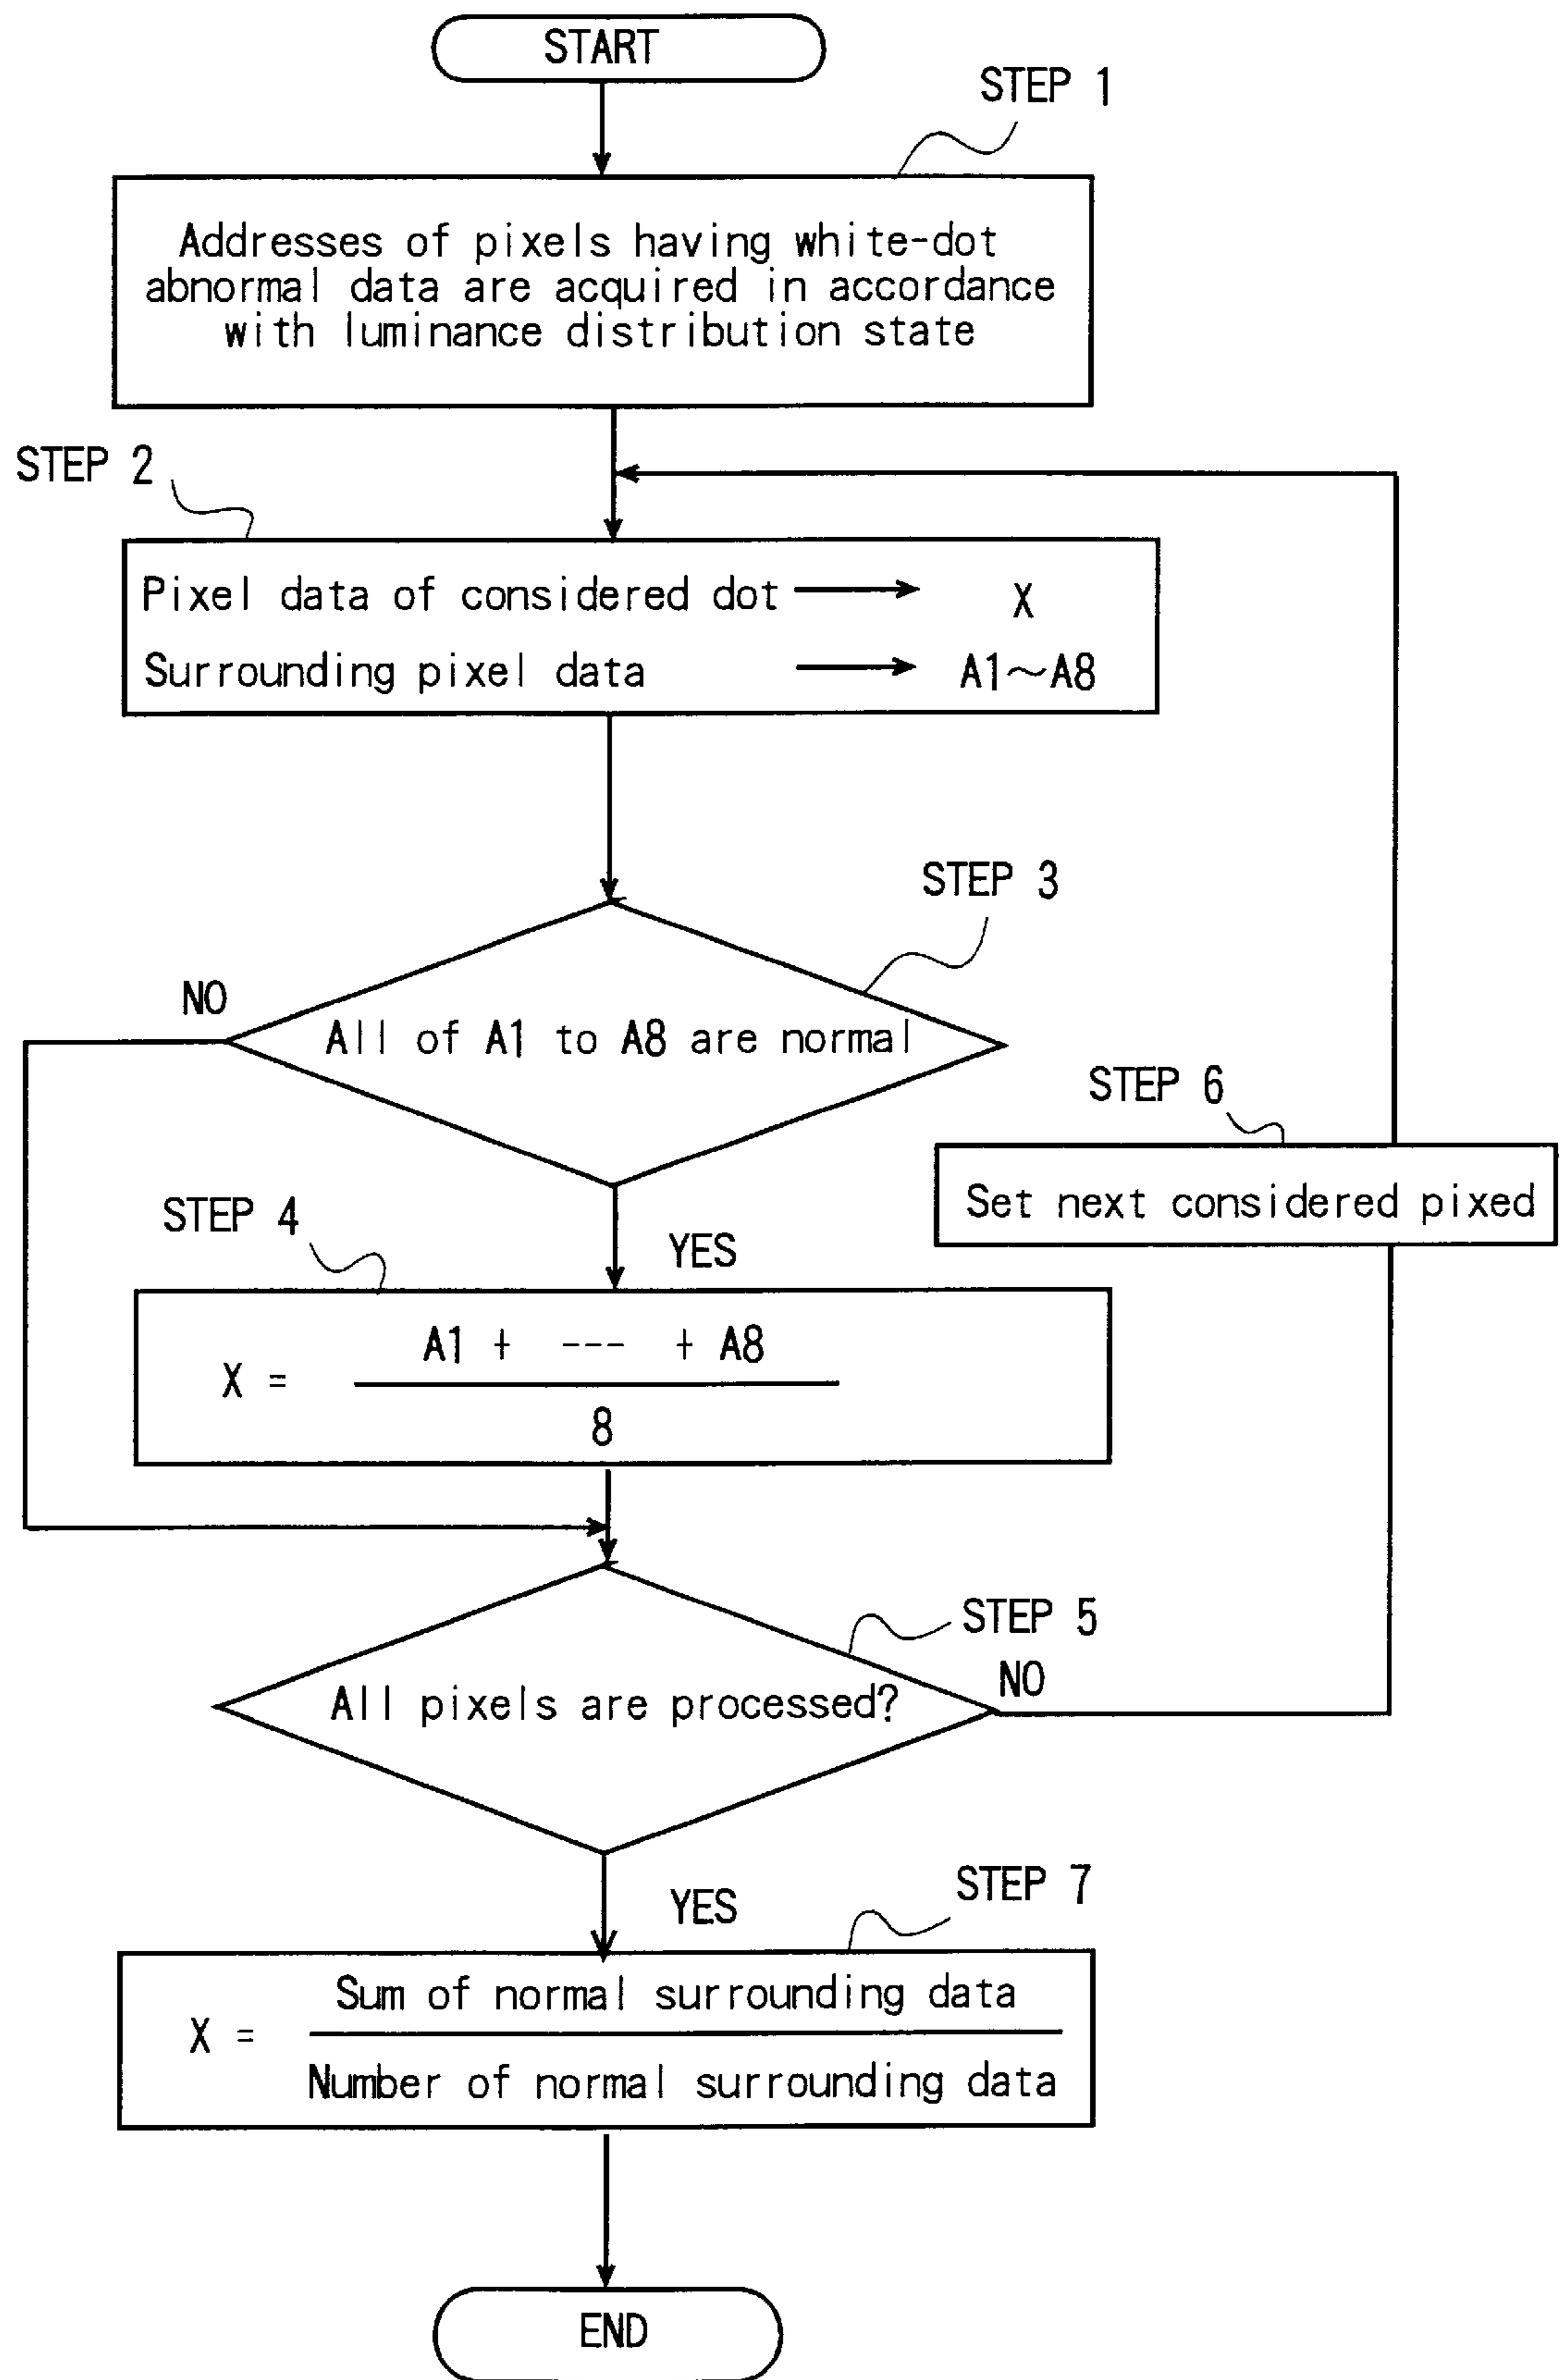 START
STEP 1
Addresses of pixels having white-dot
abnormal data are acquired in accordance
with luminance distribution state
STEP 2
Pixel data of considered dot → X
Surrounding pixel data → A1~A8
STEP 3
NO
All of A1 to A8 are normal
STEP 6
Set next considered pixed
STEP 4
YES
A1 + --- + A8
X =
8
STEP 5
NO
All pixels are processed?
YES
STEP 7
Sum of normal surrounding data
X =
Number of normal surrounding data
END